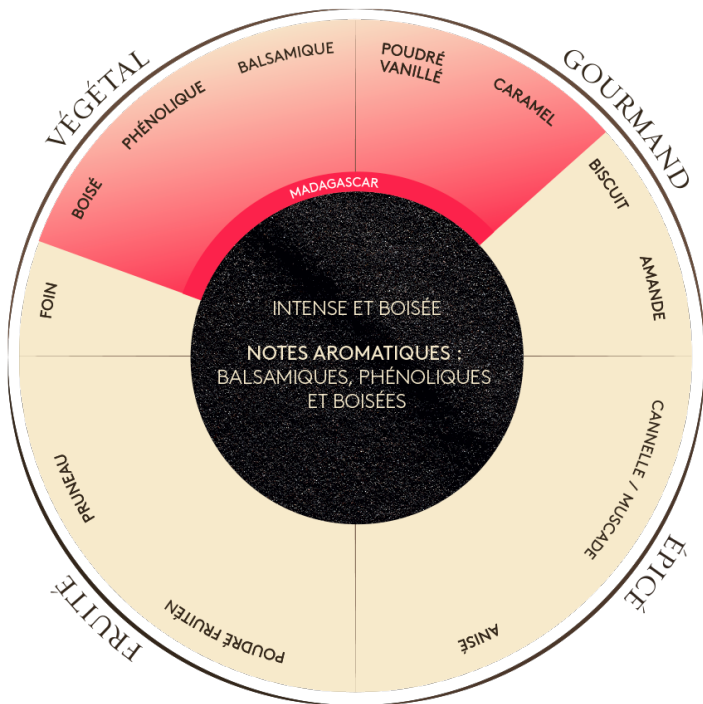 VÉGÉTAL
GOURMAND
ÉPICÉ
FRUITÉ
BOISÉ
PHÉNOLIQUE
BALSAMIQUE
POUDRÉ
VANILLÉ
CARAMEL
BISCUIT
AMANDE
CANNELLE / MUSCADE
ANISÉ
POUDRÉ FRUITÉN
PRUNEAU
FOIN
MADAGASCAR
INTENSE ET BOISÉE
NOTES AROMATIQUES :
BALSAMIQUES, PHÉNOLIQUES
ET BOISÉES